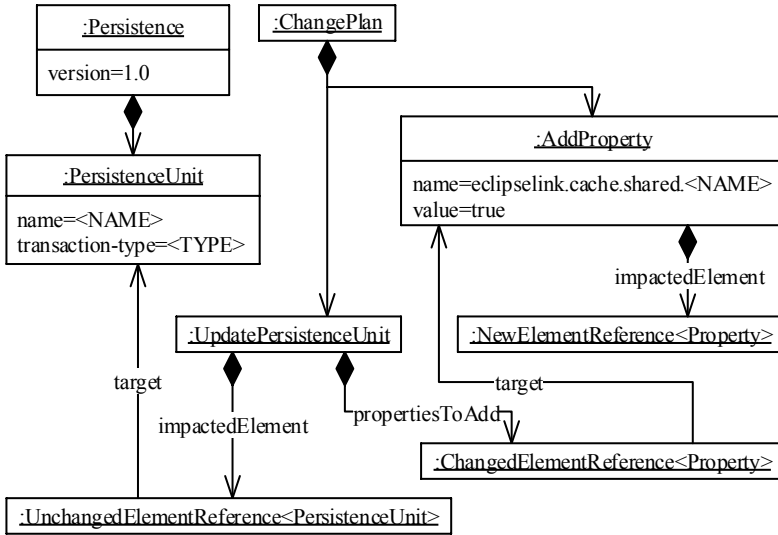 :Persistence
version=1.0
:ChangePlan
:AddProperty
name=eclipselink.cache.shared.<NAME>
value=true
:PersistenceUnit
name=<NAME>
transaction-type=<TYPE>
impactedElement
:UpdatePersistenceUnit
:NewElementReference<Property>
target
target
propertiesToAdd
impactedElement
:ChangedElementReference<Property>
:UnchangedElementReference<PersistenceUnit>